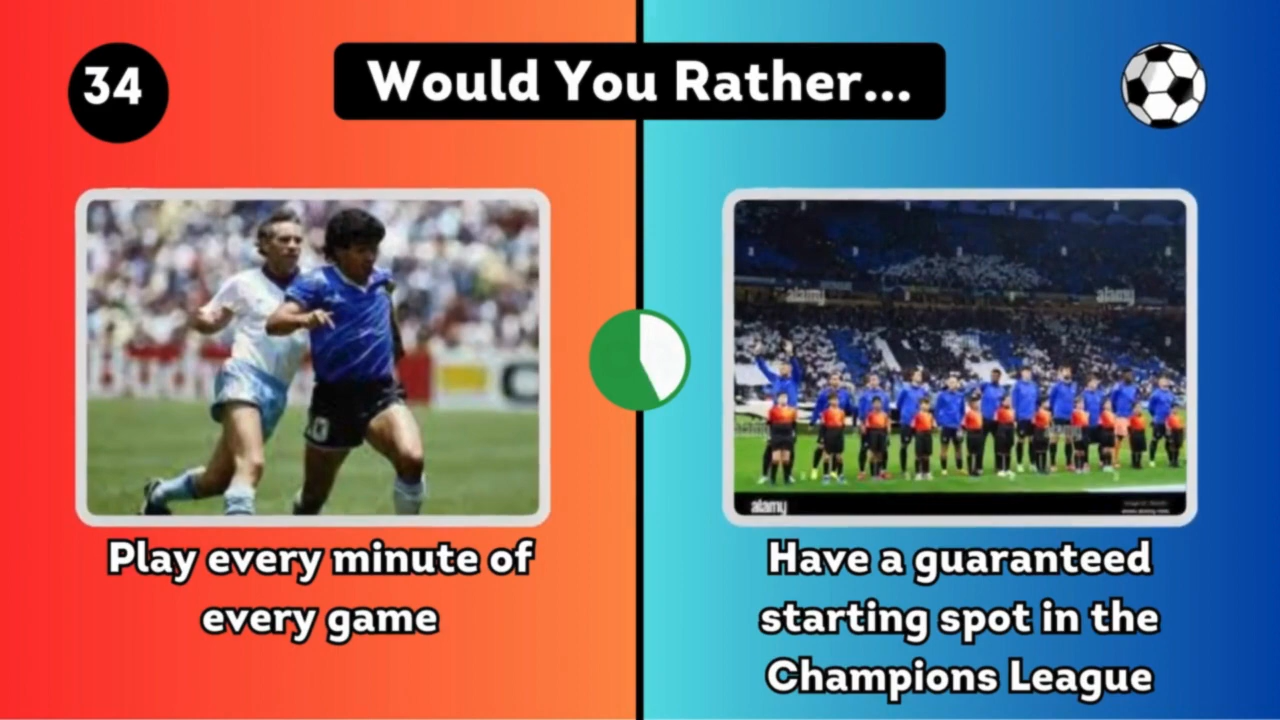 34
Would You Rather...
alamy
alamy
alamy
Play every minute of
every game
Have a guaranteed
starting spot in the
Champions League